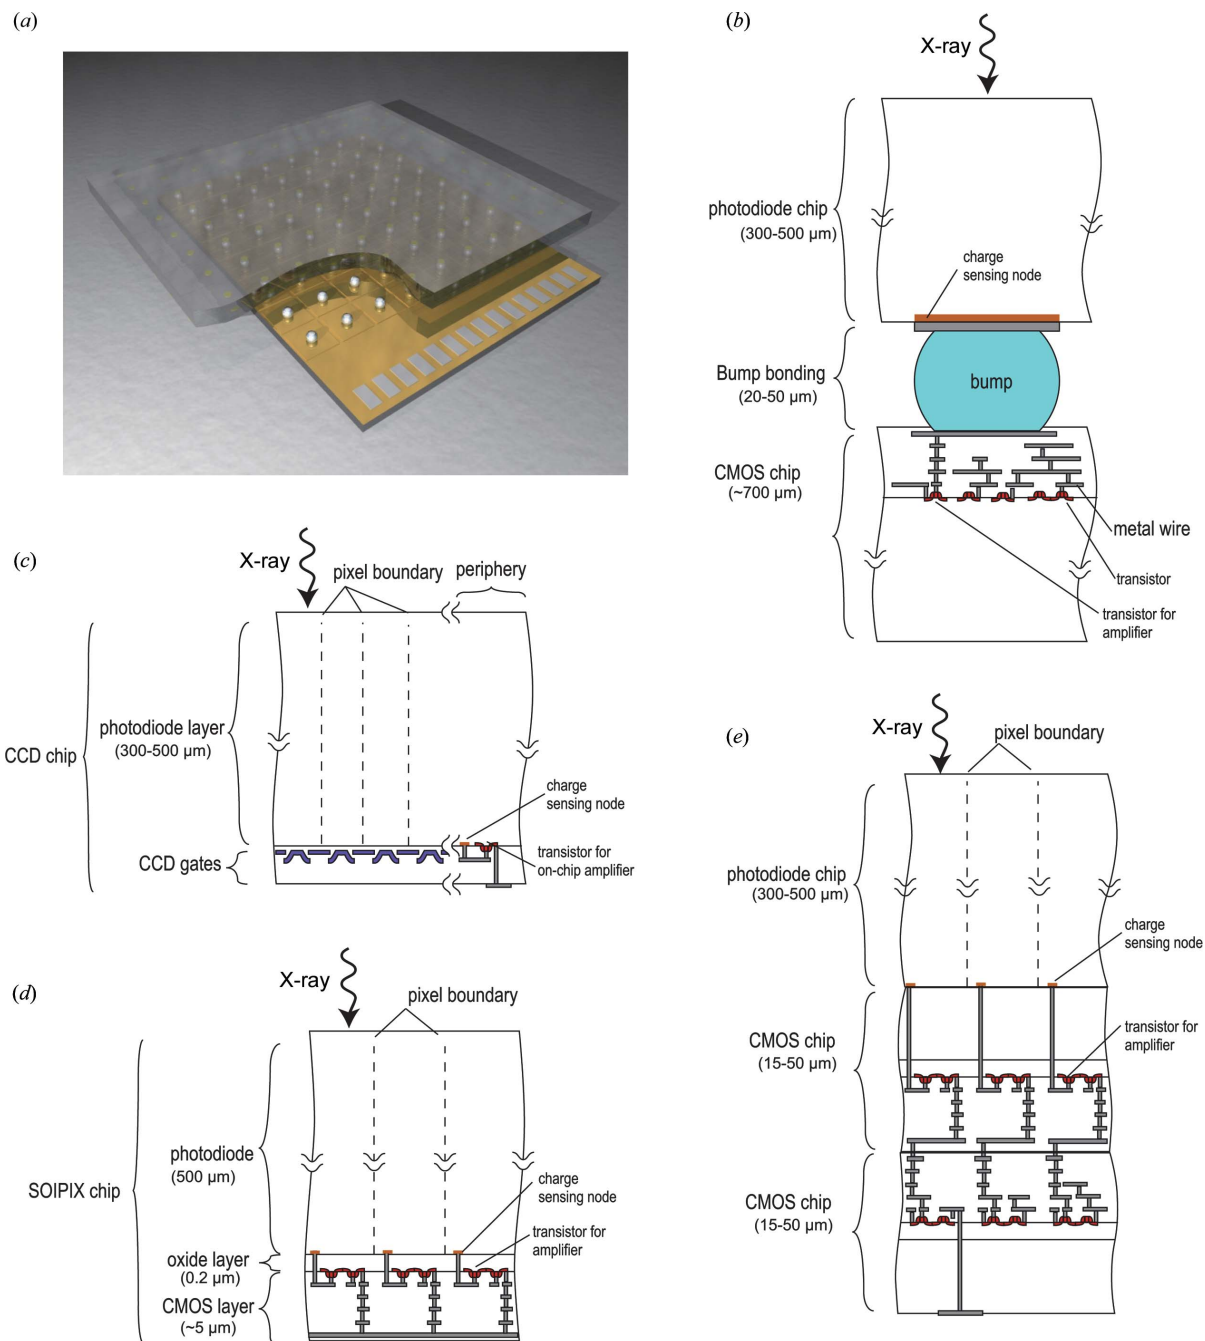 (a)
(b)
X-ray
photodiode chip
(300-500 µm)
charge
sensing node
Bump bonding
(20-50 µm)
bump
CMOS chip
(~700 µm)
metal wire
transistor
transistor for
amplifier
(c)
X-ray
pixel boundary
periphery
CCD chip
photodiode layer
(300-500 µm)
charge
sensing node
CCD gates
transistor for
on-chip amplifier
(d)
X-ray
pixel boundary
SOIPIX chip
photodiode
(500 µm)
charge
sensing node
transistor for
amplifier
oxide layer
(0.2 µm)
CMOS layer
(~5 µm)
(e)
X-ray
pixel boundary
photodiode chip
(300-500 µm)
charge
sensing node
CMOS chip
(15-50 µm)
transistor for
amplifier
CMOS chip
(15-50 µm)